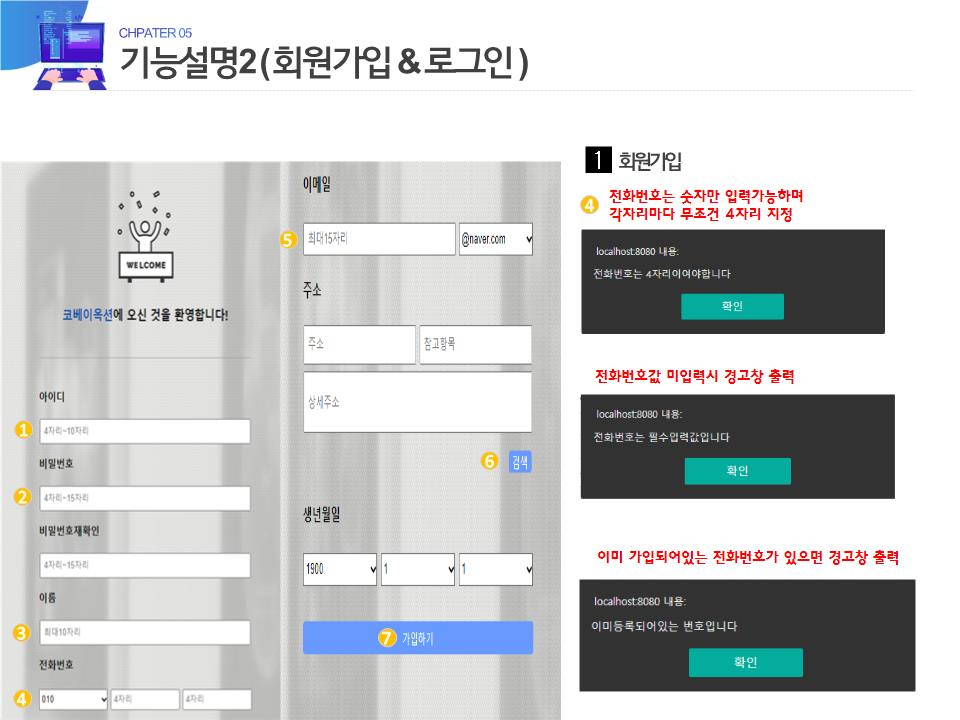 CHPATER 05
기능설명2 ( 회원가입 & 로그인 )
WELCOME
코베이옥션에 오신 것을 환영합니다!
아이디
1
4자리~10자리
비밀번호
2
4자리~15자리
비밀번호재확인
4자리~15자리
이름
3
최대10자리
전화번호
4
010
4자리
4자리
이메일
5
최대15자리
@naver.com
주소
주소
참고항목
상세주소
6
검색
생년월일
1900
1
1
7
가입하기
1 회원가입
4
전화번호는 숫자만 입력가능하며
각자리마다 무조건 4자리 지정
localhost:8080 내용:
전화번호는 4자리이여야합니다
확인
전화번호값 미입력시 경고창 출력
localhost:8080 내용:
전화번호는 필수입력값입니다
확인
이미 가입되어있는 전화번호가 있으면 경고창 출력
localhost:8080 내용:
이미등록되어있는 번호입니다
확인